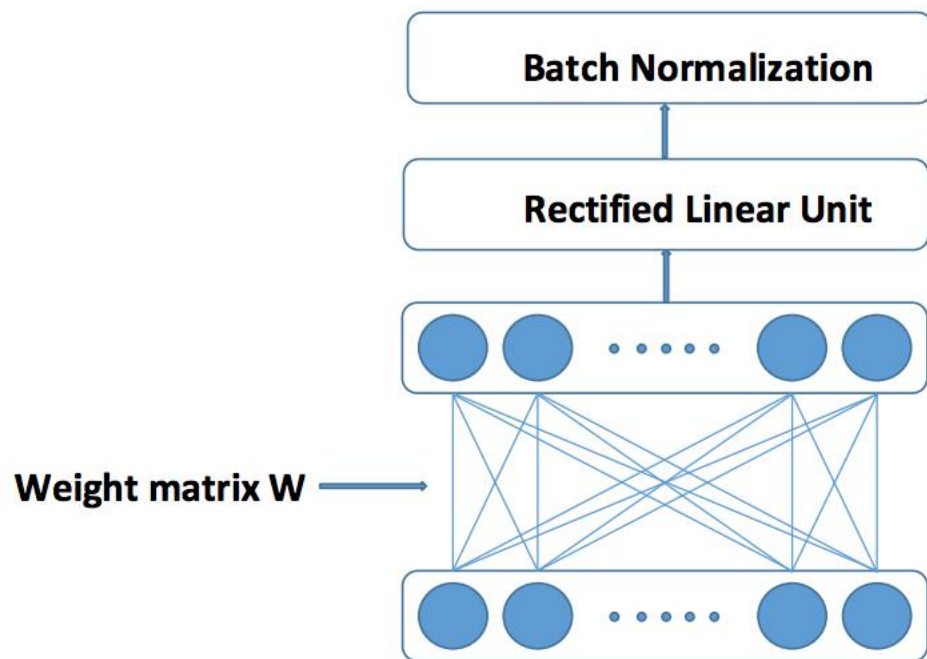 Batch Normalization
Rectified Linear Unit
Weight matrix W